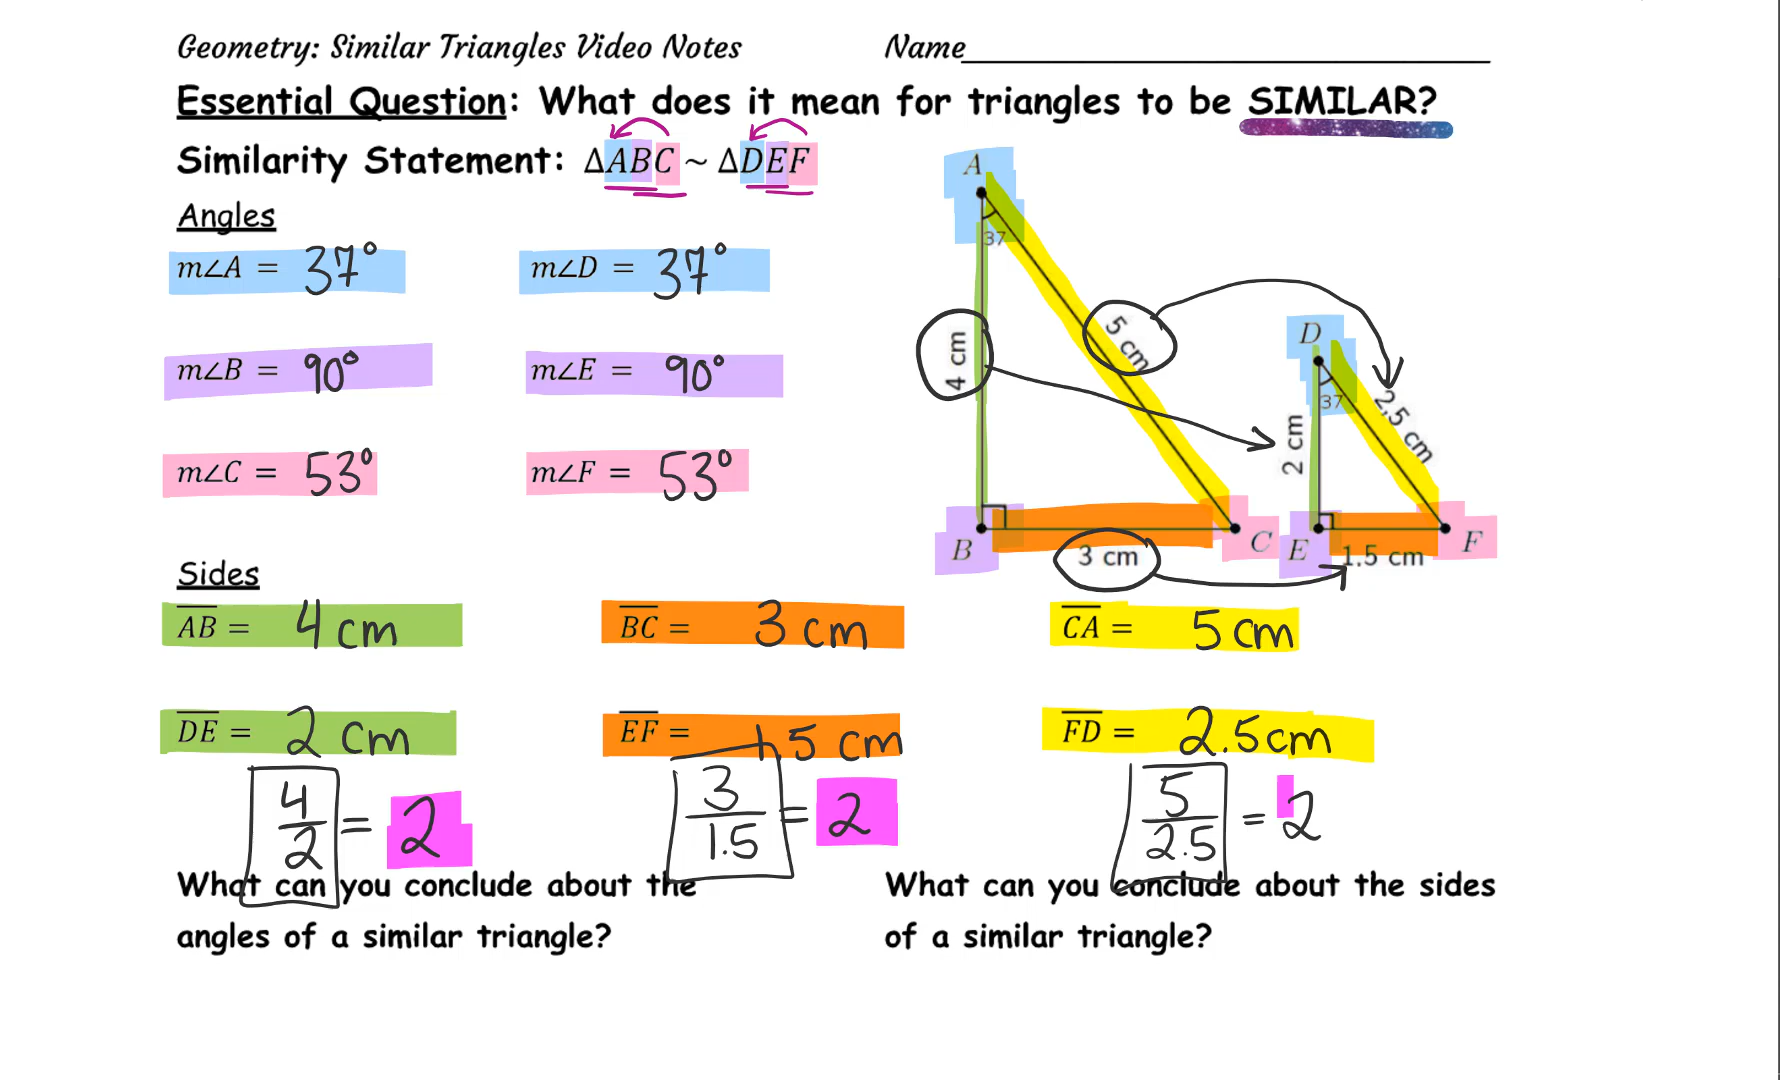 Geometry: Similar Triangles Video Notes Name______________________
Essential Question: What does it mean for triangles to be SIMILAR?
Similarity Statement: ΔABC ~ ΔDEF
Angles
m∠A = 37° m∠D = 37°
m∠B = 90° m∠E = 90°
m∠C = 53° m∠F = 53°
A
37
4 cm
5 cm
B
3 cm
C
D
37
2 cm
2,5 cm
E
1.5 cm
F
Sides
AB = 4 cm BC = 3 cm CA = 5 cm
DE = 2 cm EF = 1.5 cm FD = 2.5cm
4/2 = 2 3/1.5 = 2 5/2.5 = 2
What can you conclude about the
angles of a similar triangle?
What can you conclude about the sides
of a similar triangle?